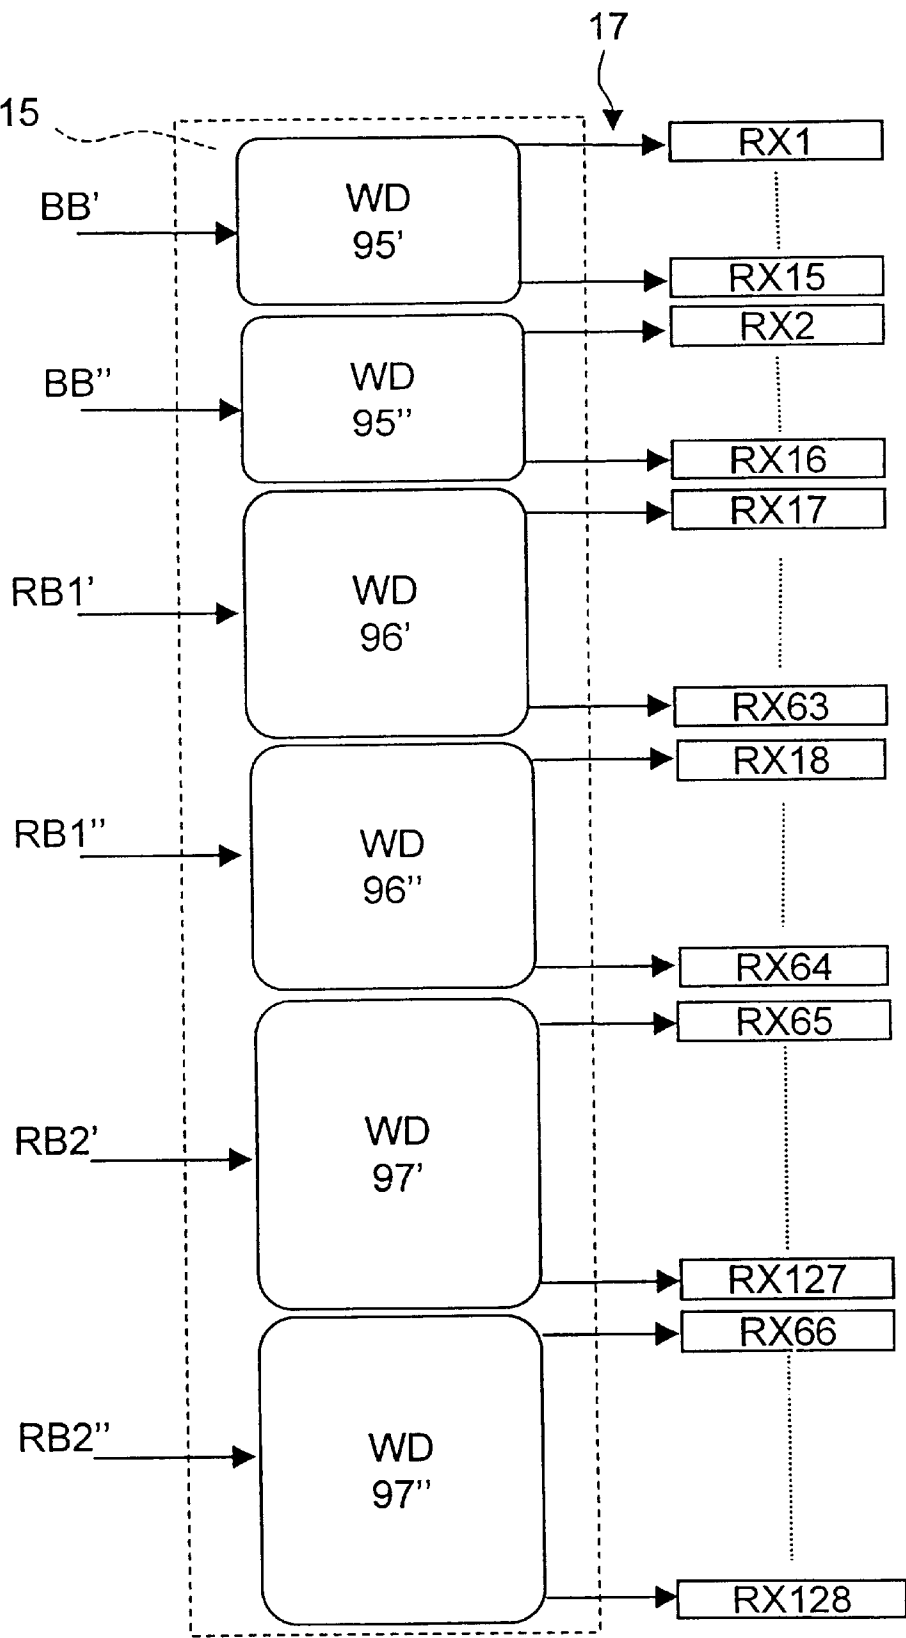 17
15
RX1
BB'
WD
95'
RX15
RX2
BB''
WD
95''
RX16
RX17
RB1'
WD
96'
RX63
RX18
RB1''
WD
96''
RX64
RX65
RB2'
WD
97'
RX127
RX66
RB2''
WD
97''
RX128